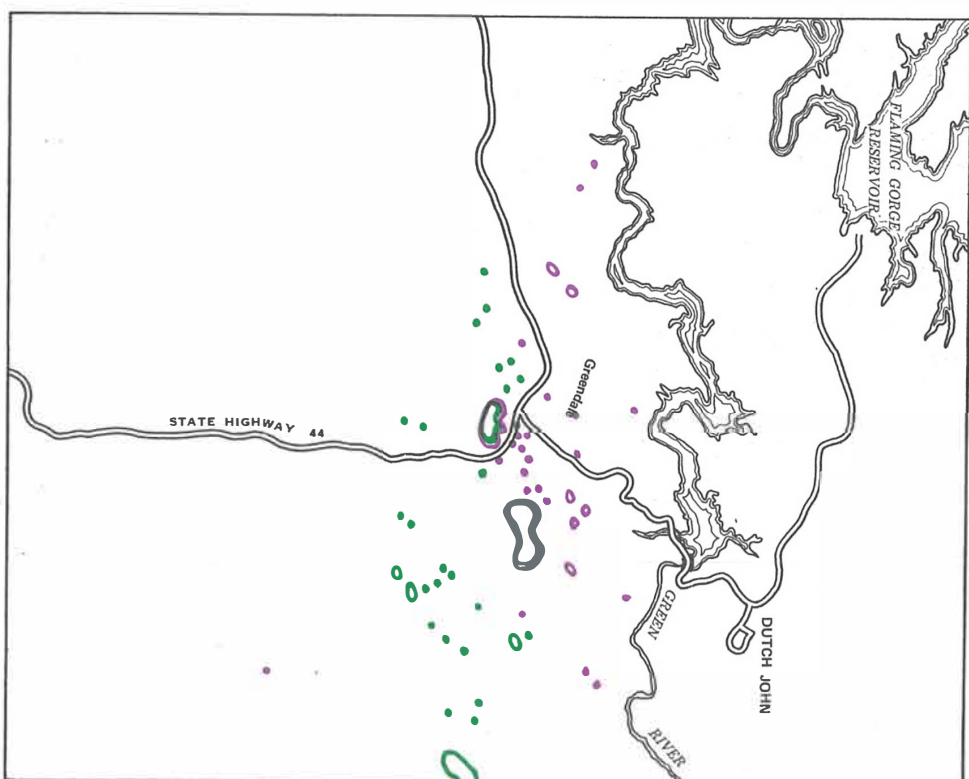 FLAMING GORGE
RESERVOIR
Greendale
STATE HIGHWAY 44
GREEN
RIVER
DUTCH JOHN